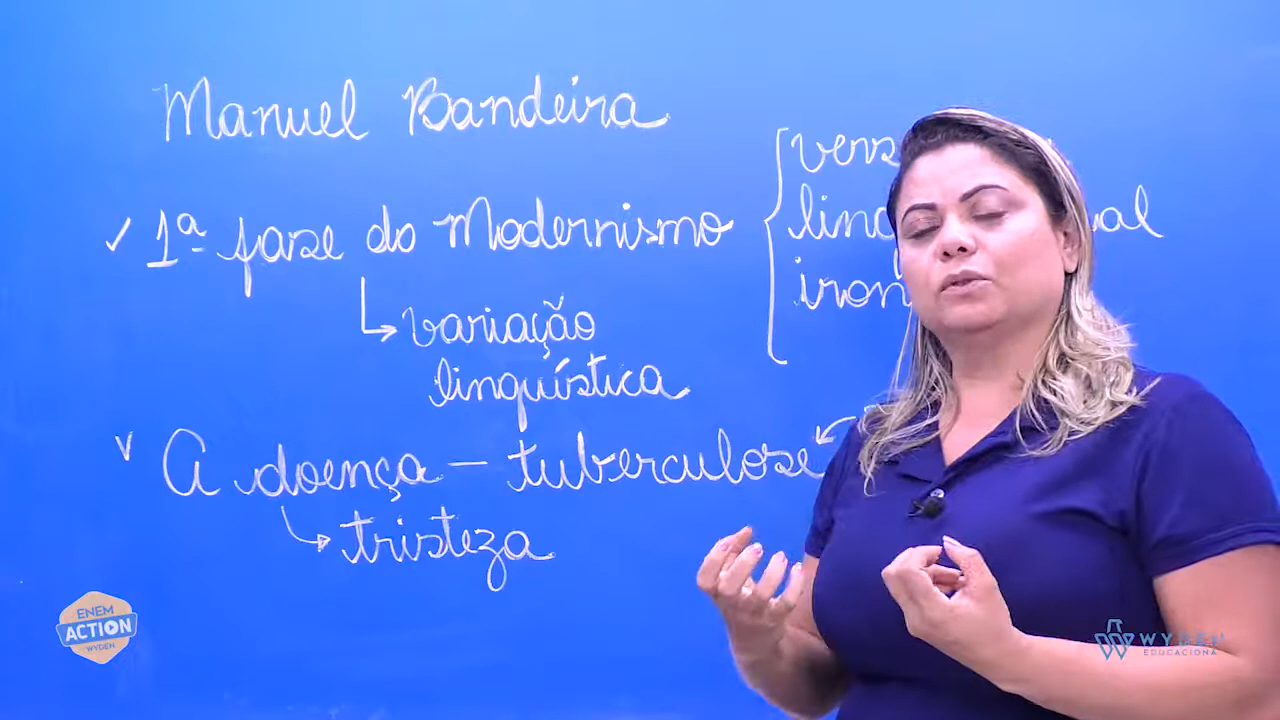 Manuel Bandeira
✓ 1ª fase do Modernismo
variação
linguística
✓ A doença – tuberculose
tristeza
ENEM
ACTION
WYDEN
WYDEN
EDUCACIONAL